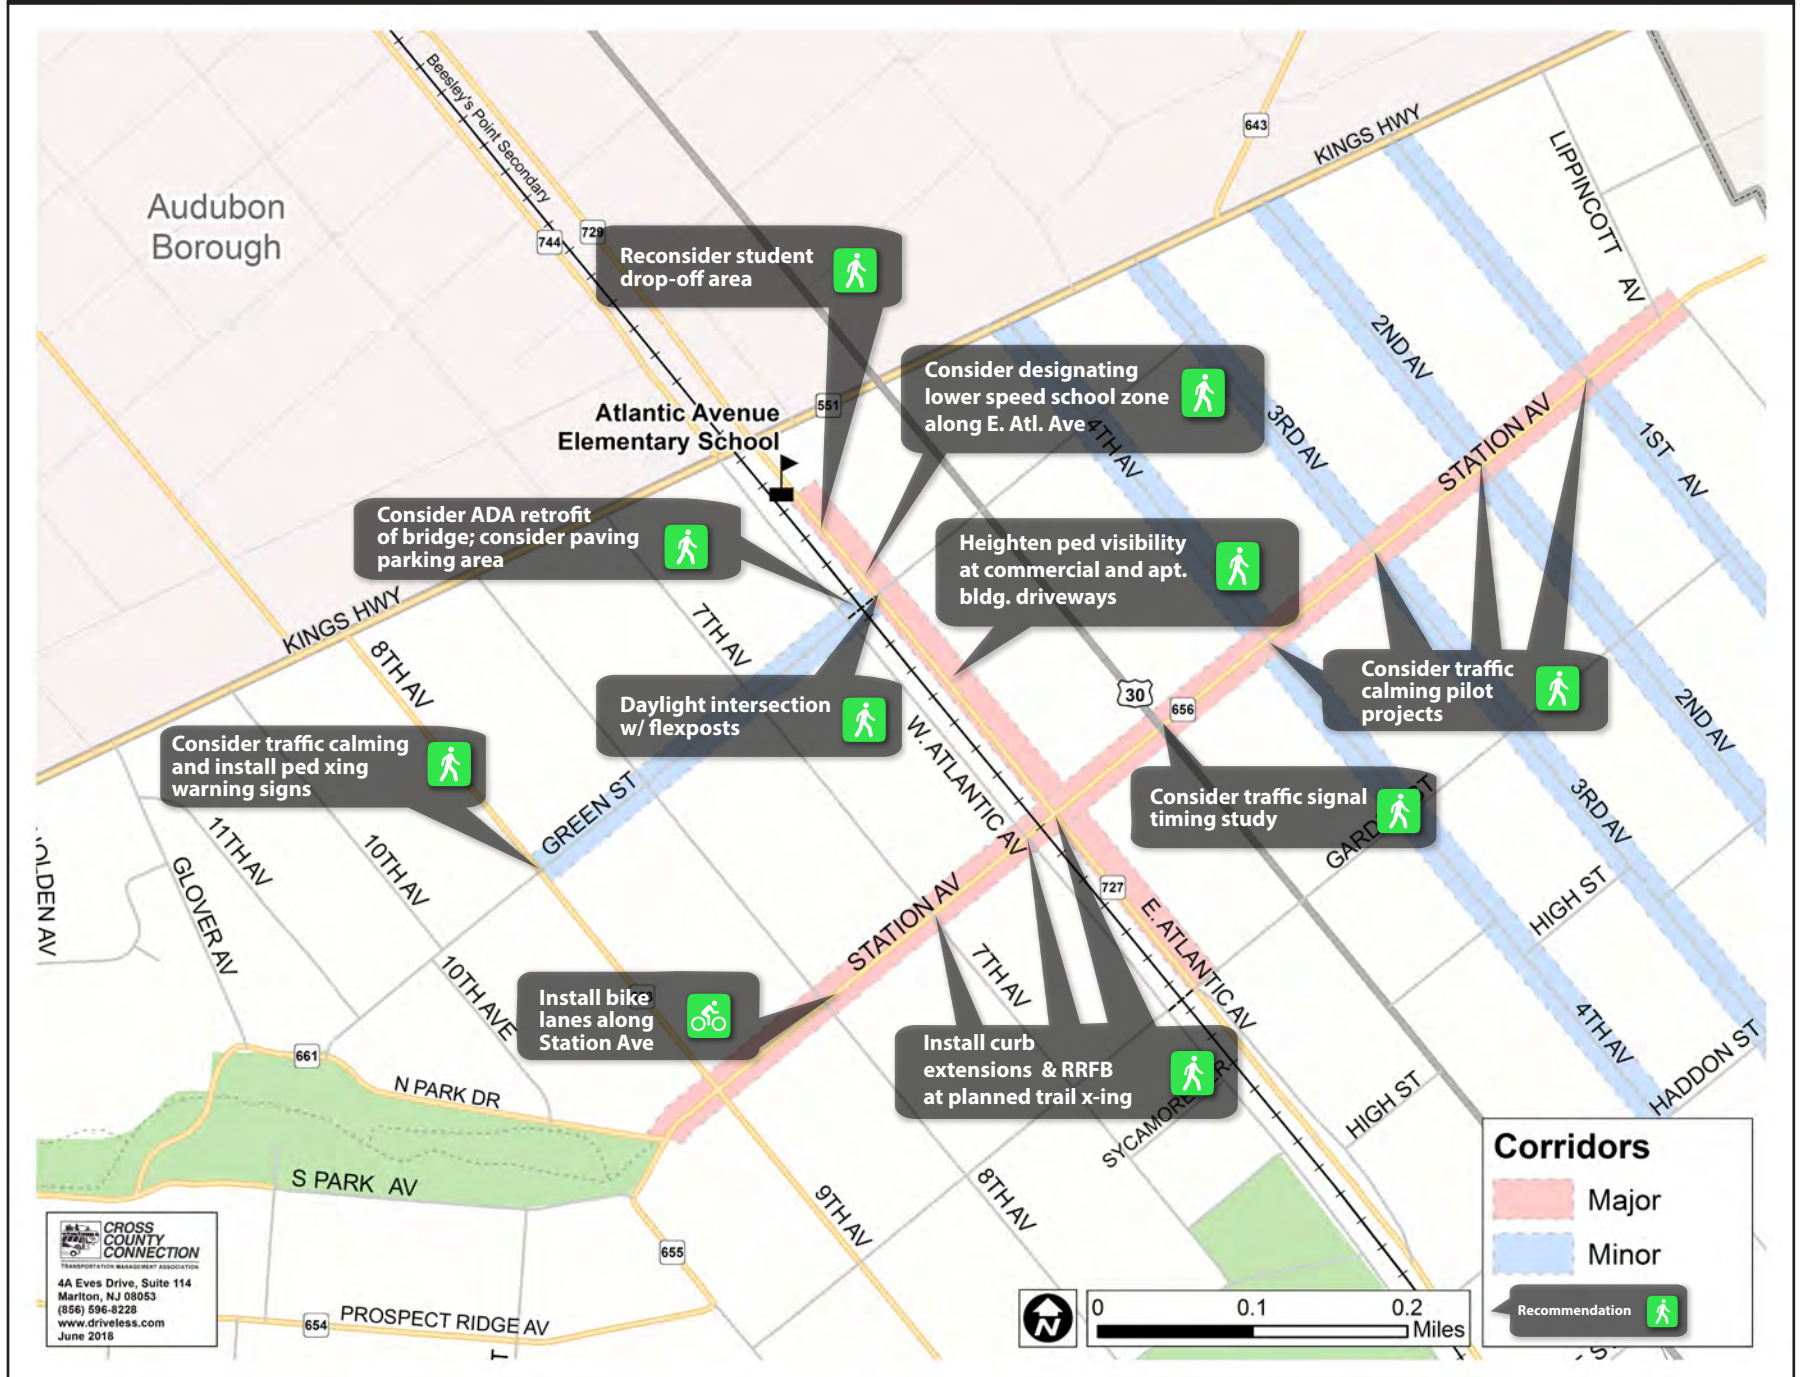 Beesley's Point Secondary
Audubon
Borough
744
729
643
KINGS HWY
LIPPINCOTT AV
Reconsider student
drop-off area
Consider designating
lower speed school zone
along E. Atl. Ave
551
Atlantic Avenue
Elementary School
4TH AV
3RD AV
2ND AV
1ST AV
STATION AV
Consider ADA retrofit
of bridge; consider paving
parking area
Heighten ped visibility
at commercial and apt.
bldg. driveways
KINGS HWY
8TH AV
7TH AV
30
656
Consider traffic
calming pilot
projects
2ND AV
Daylight intersection
w/ flexposts
W. ATLANTIC AV
Consider traffic calming
and install ped xing
warning signs
GREEN ST
Consider traffic signal
timing study
3RD AV
11TH AV
10TH AV
GLOVER AV
727
HIGH ST
STATION AV
E. ATLANTIC AV
10TH AVE
7TH AV
4TH AV
HADDON ST
Install bike
lanes along
Station Ave
Install curb
extensions & RRFB
at planned trail x-ing
661
N PARK DR
HIGH ST
S PARK AV
8TH AV
9TH AV
655
654
PROSPECT RIDGE AV
CROSS
COUNTY
CONNECTION
TRANSPORTATION MANAGEMENT ASSOCIATION
4A Eves Drive, Suite 114
Marlton, NJ 08053
(856) 596-8228
www.driveless.com
June 2018
N
0 0.1 0.2
Miles
Corridors
Major
Minor
Recommendation